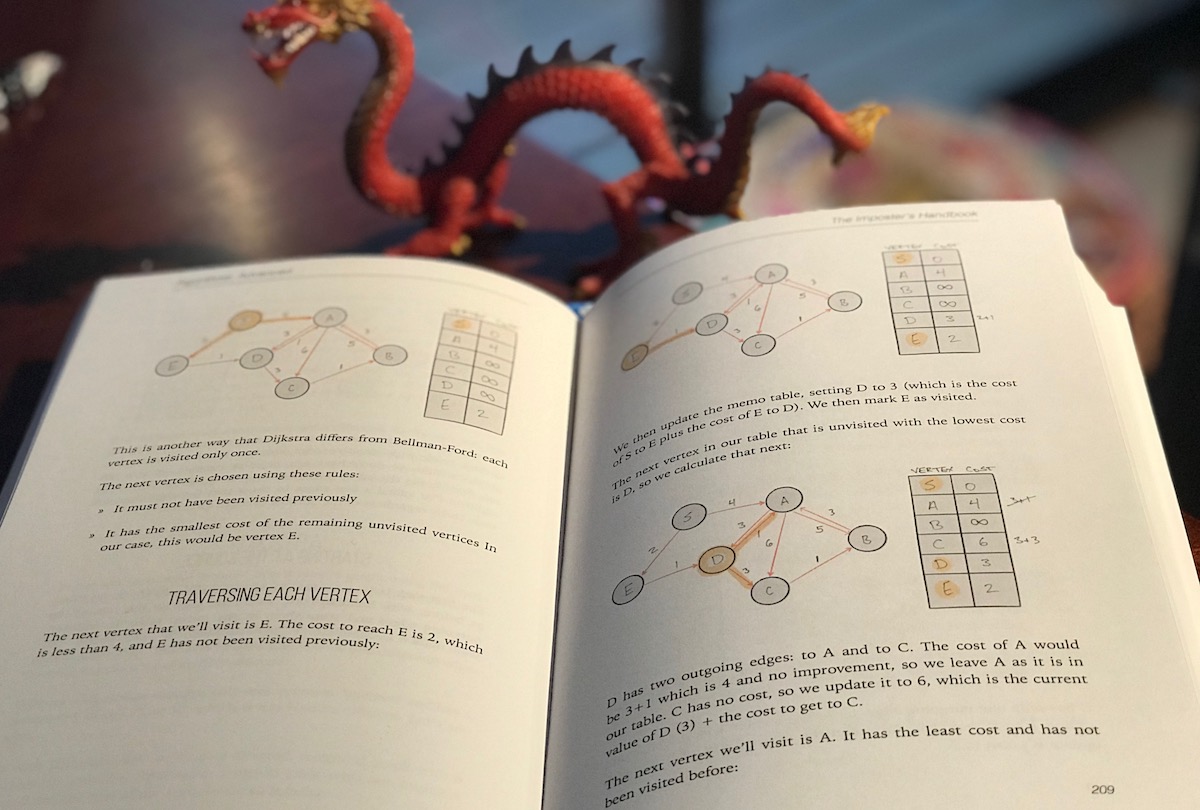 This is another way that Dijkstra differs from Bellman-Ford: each
vertex is visited only once.
The next vertex is chosen using these rules:
» It must not have been visited previously
» It has the smallest cost of the remaining unvisited vertices In
our case, this would be vertex E.
TRAVERSING EACH VERTEX
The next vertex that we'll visit is E. The cost to reach E is 2, which
is less than 4, and E has not been visited previously:
VERTEX COST
S 0
A 4
B ∞
C ∞
D ∞
E 2
A
E
D
B
C
The Imposter's Handbook
VERTEX COST
S 0
A 4
B ∞
C ∞
D 3 2+1
E 2
S
A
D
B
C
We then update the memo table, setting D to 3 (which is the cost
of S to E plus the cost of E to D). We then mark E as visited.
The next vertex in our table that is unvisited with the lowest cost
is D, so we calculate that next:
VERTEX COST
S 0
A 4 3+1
B ∞
C 6 3+3
D 3
E 2
S 4 A
3 1 6 5 3
2 D B
E 1 3 C 1
D has two outgoing edges: to A and to C. The cost of A would
be 3+1 which is 4 and no improvement, so we leave A as it is in
our table. C has no cost, so we update it to 6, which is the current
value of D (3) + the cost to get to C.
The next vertex we'll visit is A. It has the least cost and has not
been visited before:
209